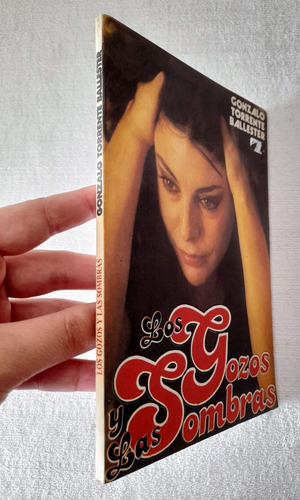 GONZALO TORRENTE BALLESTER
LOS GOZOS Y LAS SOMBRAS
GONZALO
TORRENTE
BALLESTER
Los
Gozos
y
Las
Sombras